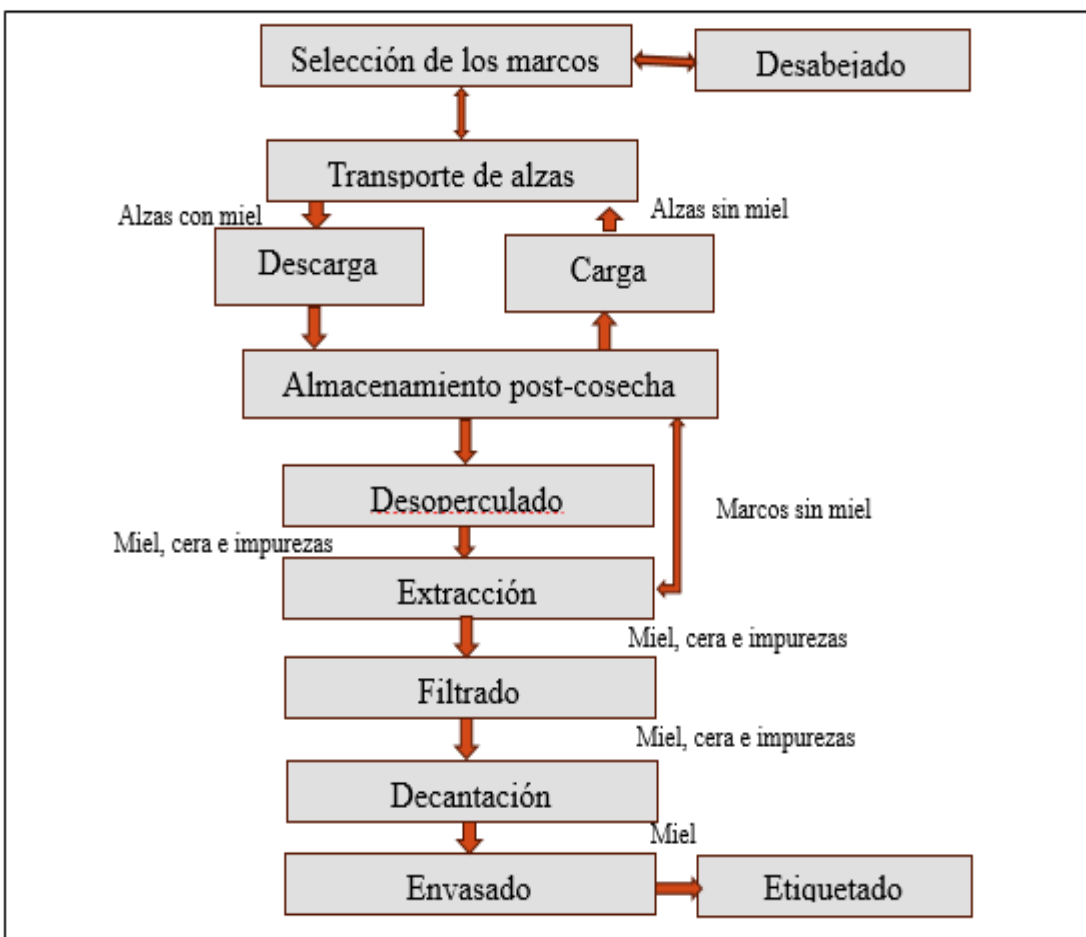 Selección de los marcos
Desabejado
Transporte de alzas
Alzas con miel
Alzas sin miel
Descarga
Carga
Almacenamiento post-cosecha
Desoperculado
Marcos sin miel
Miel, cera e impurezas
Extracción
Miel, cera e impurezas
Filtrado
Miel, cera e impurezas
Decantación
Miel
Envasado
Etiquetado